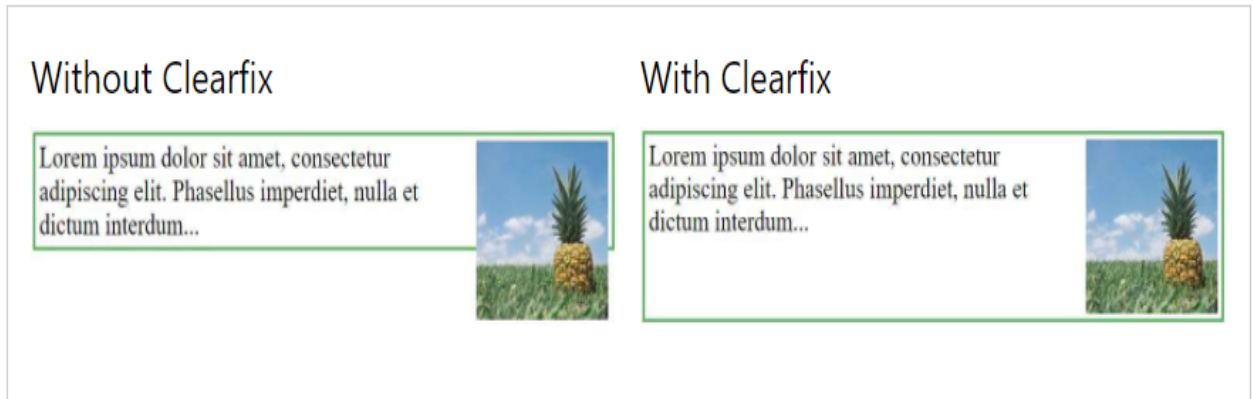 Without Clearfix
Lorem ipsum dolor sit amet, consectetur
adipiscing elit. Phasellus imperdiet, nulla et
dictum interdum...
With Clearfix
Lorem ipsum dolor sit amet, consectetur
adipiscing elit. Phasellus imperdiet, nulla et
dictum interdum...